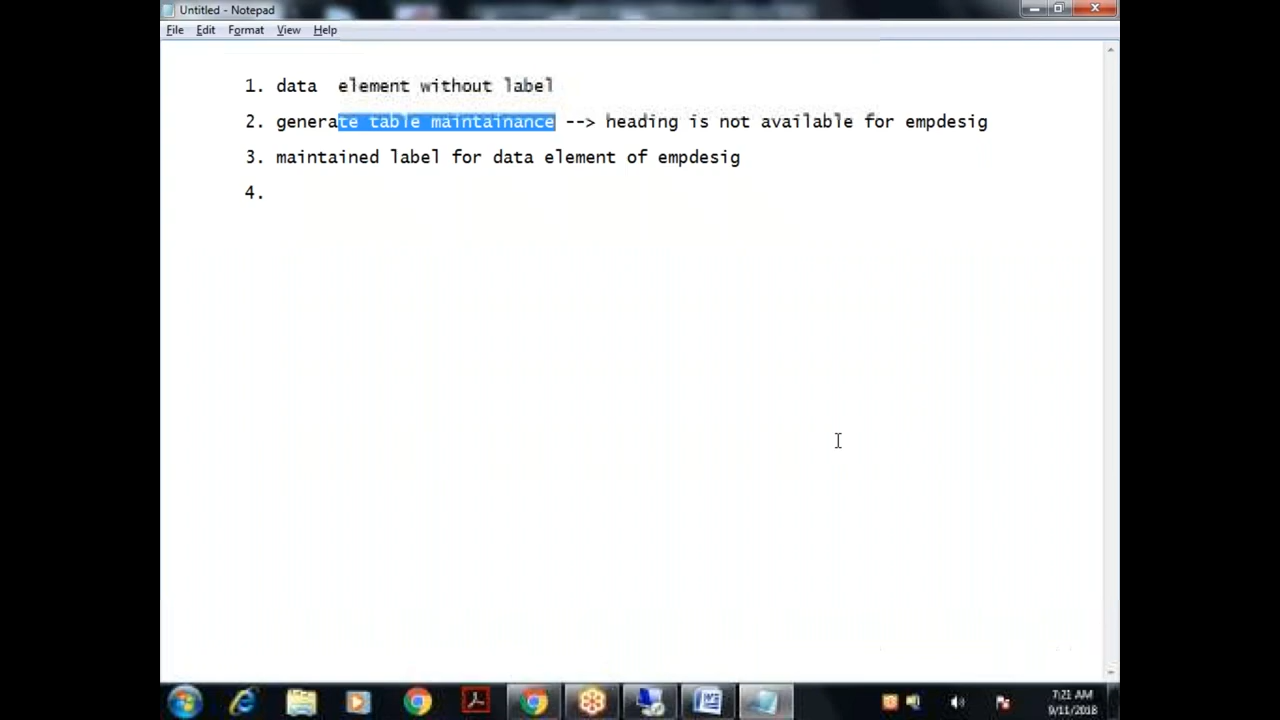 Untitled - Notepad
File Edit Format View Help
1. data  element without label
2. generate table maintainance --> heading is not available for empdesig
3. maintained label for data element of empdesig
4.
7:21 AM
9/11/2018